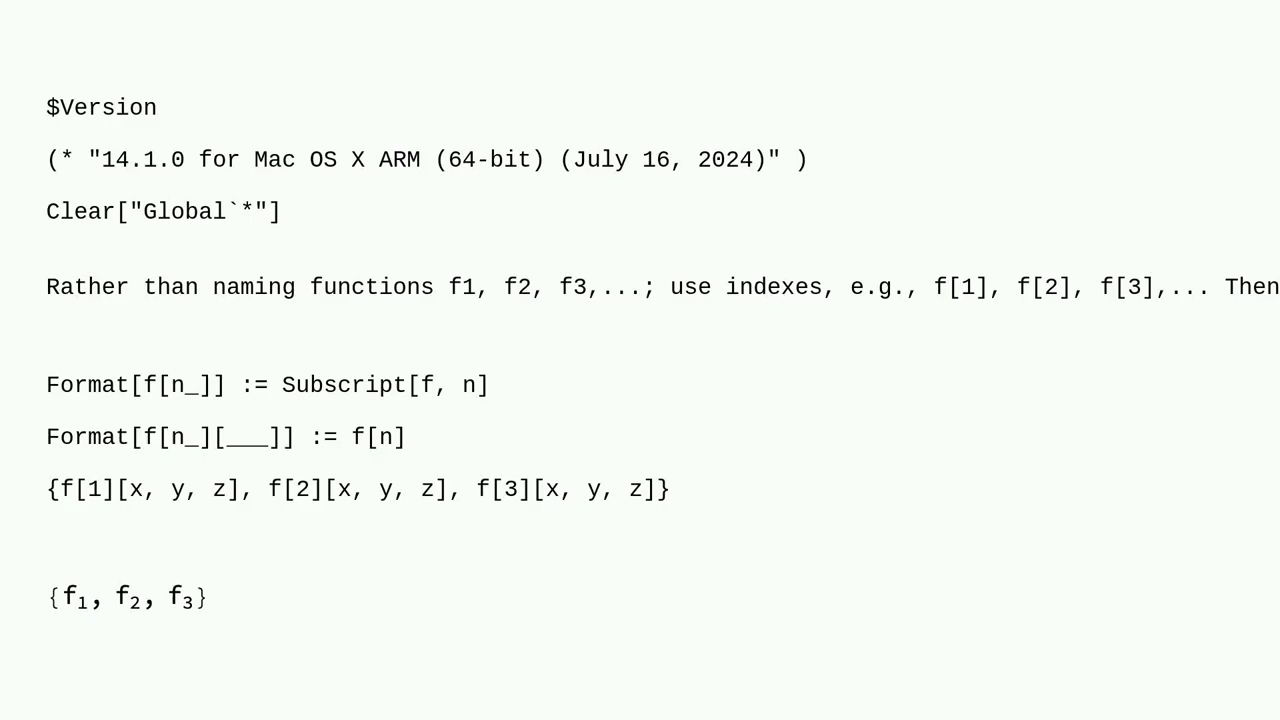 $Version
(* "14.1.0 for Mac OS X ARM (64-bit) (July 16, 2024)" )
Clear["Global`*"]
Rather than naming functions f1, f2, f3,...; use indexes, e.g., f[1], f[2], f[3],... Then
Format[f[n_]] := Subscript[f, n]
Format[f[n_][___]] := f[n]
{f[1][x, y, z], f[2][x, y, z], f[3][x, y, z]}
{f₁, f₂, f₃}